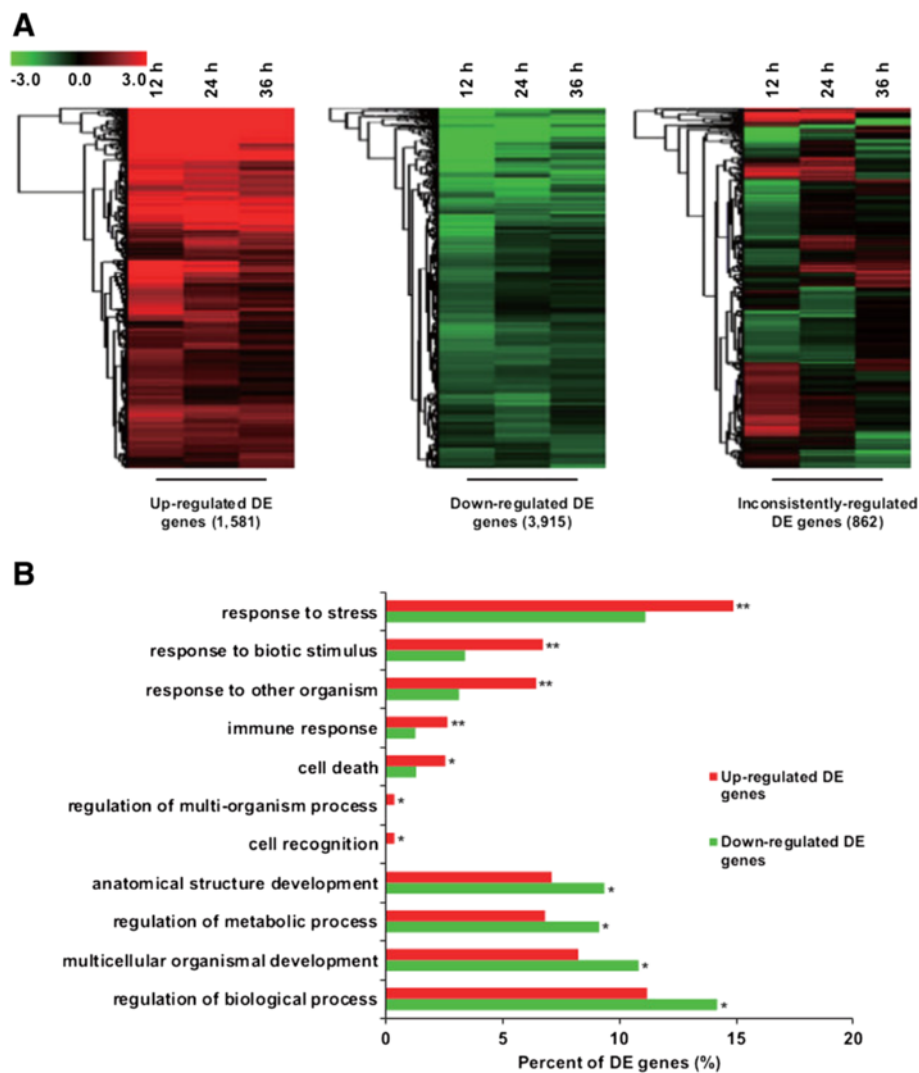 A
-3.0 0.0 3.0
12 h 24 h 36 h
12 h 24 h 36 h
12 h 24 h 36 h
Up-regulated DE
genes (1,581)
Down-regulated DE
genes (3,915)
Inconsistently-regulated
DE genes (862)
B
response to stress **
response to biotic stimulus **
response to other organism **
immune response **
cell death *
regulation of multi-organism process *
cell recognition *
anatomical structure development *
regulation of metabolic process *
multicellular organismal development *
regulation of biological process *
Up-regulated DE
genes
Down-regulated DE
genes
0 5 10 15 20
Percent of DE genes (%)